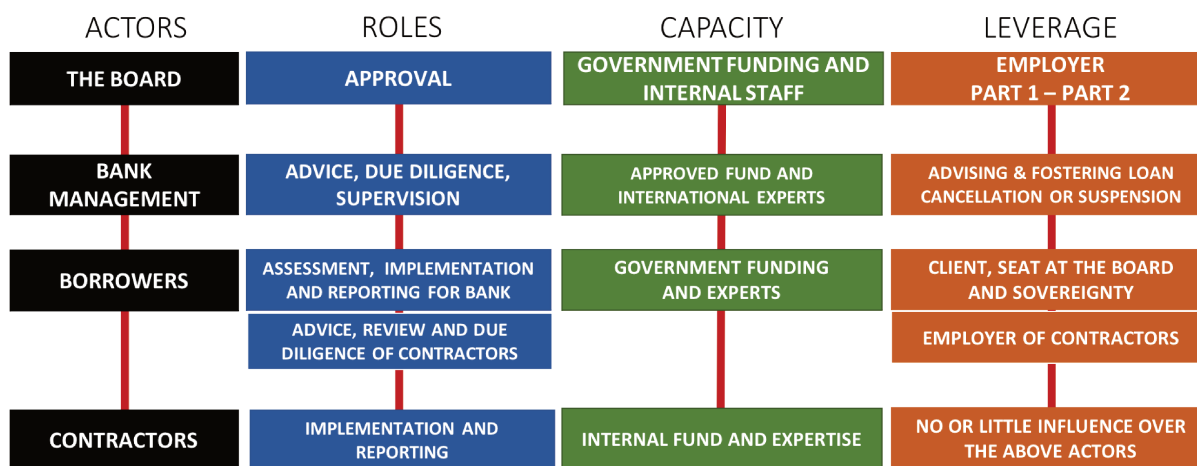 ACTORS
ROLES
CAPACITY
LEVERAGE
THE BOARD
APPROVAL
GOVERNMENT FUNDING AND
INTERNAL STAFF
EMPLOYER
PART 1 – PART 2
BANK
MANAGEMENT
ADVICE, DUE DILIGENCE,
SUPERVISION
APPROVED FUND AND
INTERNATIONAL EXPERTS
ADVISING & FOSTERING LOAN
CANCELLATION OR SUSPENSION
BORROWERS
ASSESSMENT, IMPLEMENTATION
AND REPORTING FOR BANK
ADVICE, REVIEW AND DUE
DILIGENCE OF CONTRACTORS
GOVERNMENT FUNDING
AND EXPERTS
CLIENT, SEAT AT THE BOARD
AND SOVEREIGNTY
EMPLOYER OF CONTRACTORS
CONTRACTORS
IMPLEMENTATION AND
REPORTING
INTERNAL FUND AND EXPERTISE
NO OR LITTLE INFLUENCE OVER
THE ABOVE ACTORS